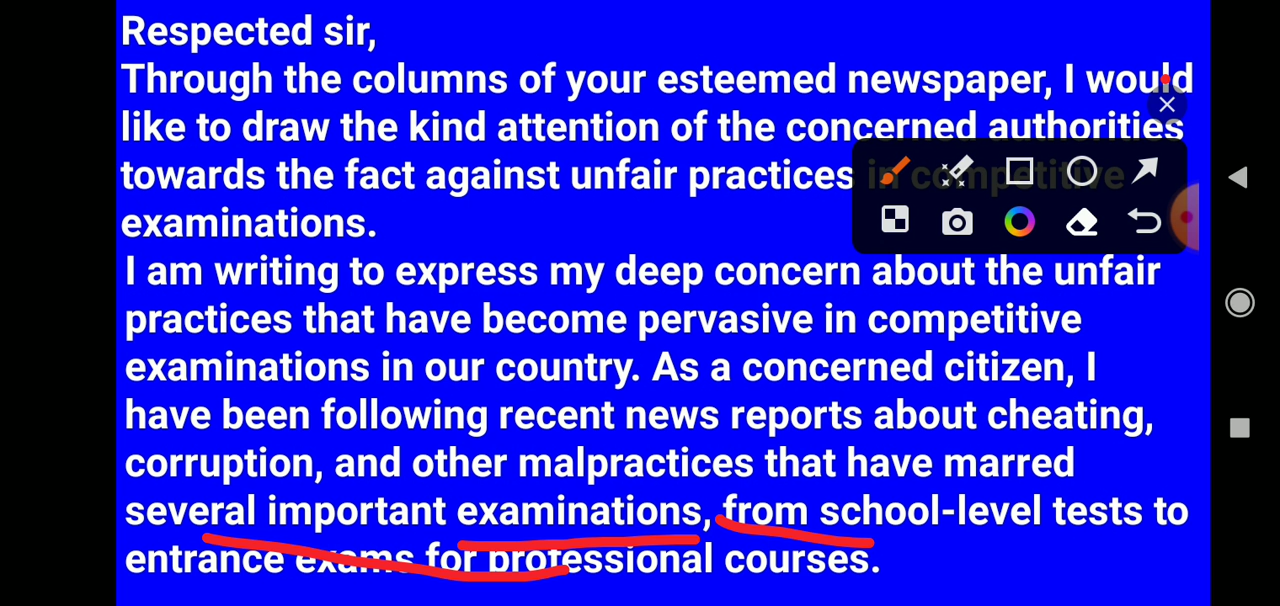 Respected sir,
Through the columns of your esteemed newspaper, I would
like to draw the kind attention of the concerned authorities
towards the fact against unfair practices in competitive
examinations.
I am writing to express my deep concern about the unfair
practices that have become pervasive in competitive
examinations in our country. As a concerned citizen, I
have been following recent news reports about cheating,
corruption, and other malpractices that have marred
several important examinations, from school-level tests to
entrance exams for professional courses.